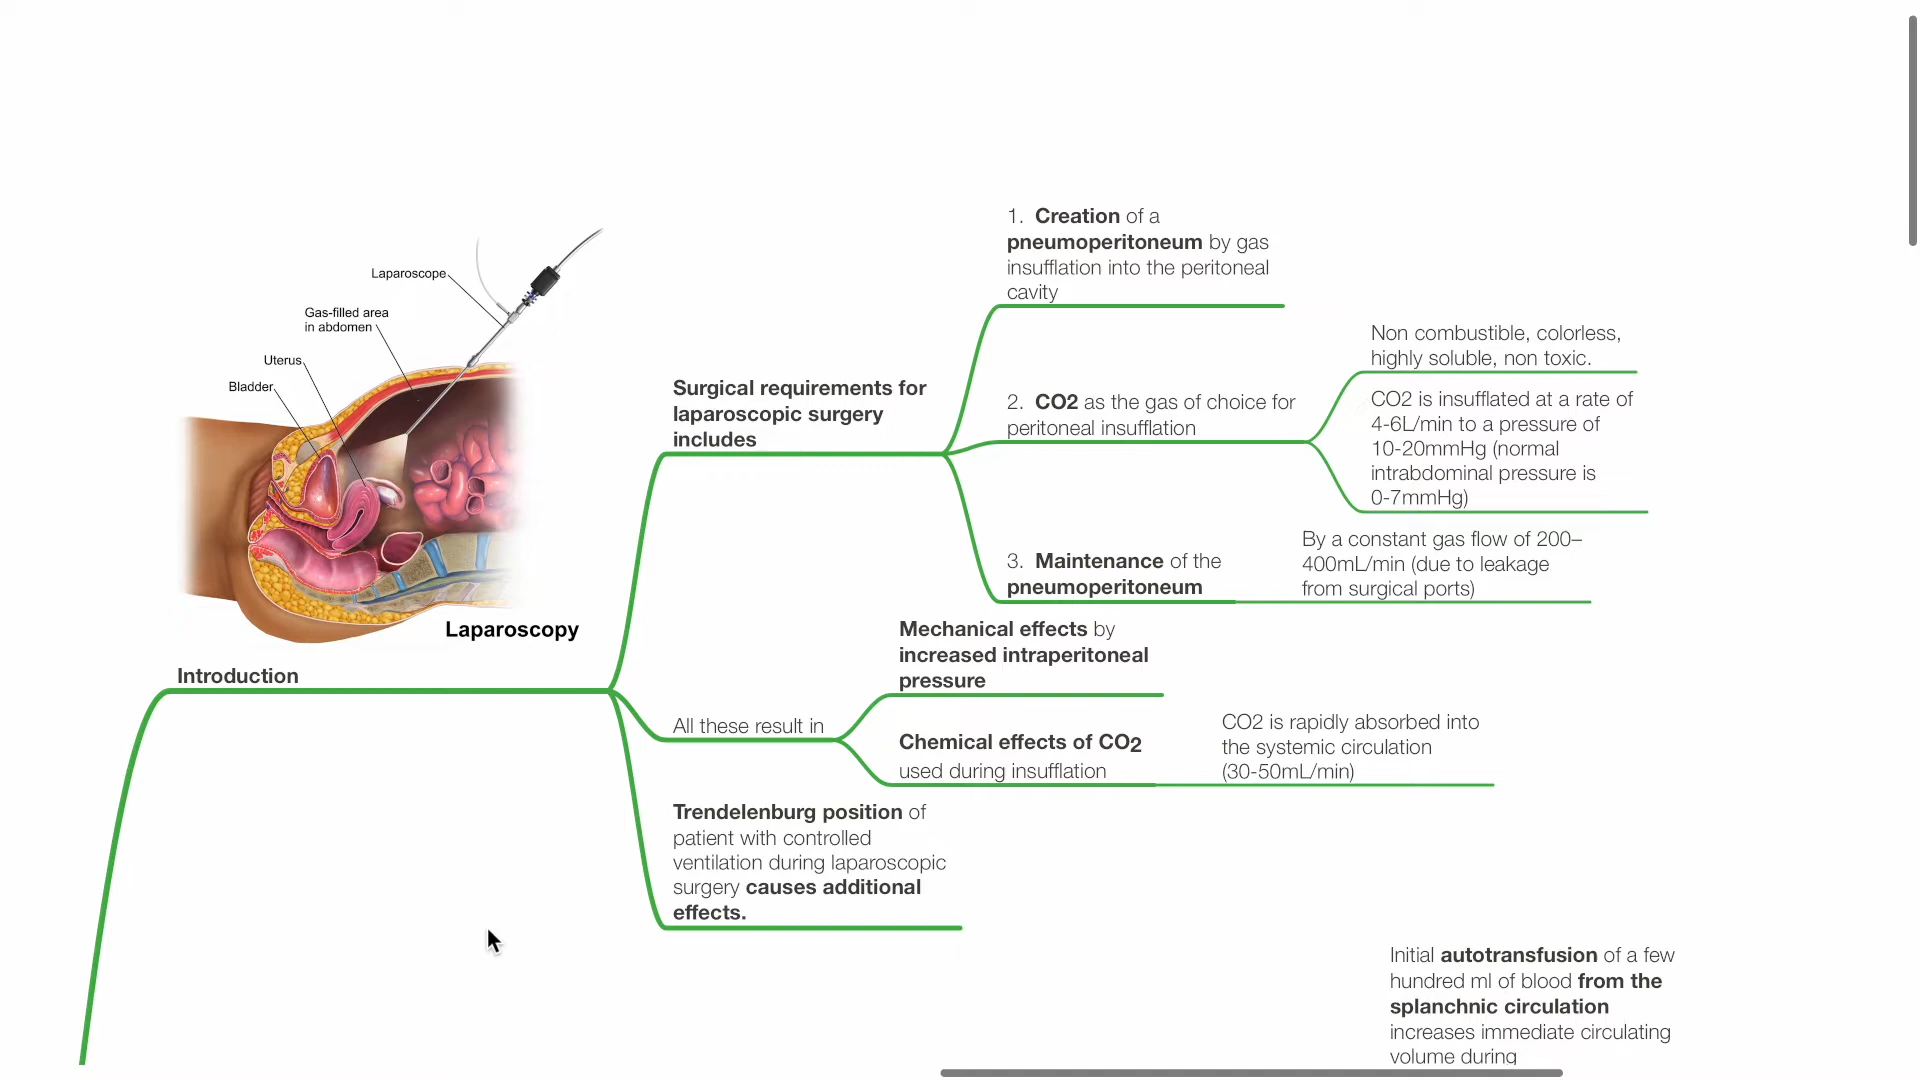 Laparoscope
Gas-filled area
in abdomen
Uterus
Bladder
Laparoscopy
Introduction
Surgical requirements for
laparoscopic surgery
includes
1. Creation of a
pneumoperitoneum by gas
insufflation into the peritoneal
cavity
2. CO2 as the gas of choice for
peritoneal insufflation
Non combustible, colorless,
highly soluble, non toxic.
CO2 is insufflated at a rate of
4-6L/min to a pressure of
10-20mmHg (normal
intrabdominal pressure is
0-7mmHg)
3. Maintenance of the
pneumoperitoneum
By a constant gas flow of 200–
400mL/min (due to leakage
from surgical ports)
All these result in
Mechanical effects by
increased intraperitoneal
pressure
Chemical effects of CO2
used during insufflation
CO2 is rapidly absorbed into
the systemic circulation
(30-50mL/min)
Trendelenburg position of
patient with controlled
ventilation during laparoscopic
surgery causes additional
effects.
Initial autotransfusion of a few
hundred ml of blood from the
splanchnic circulation
increases immediate circulating
volume during